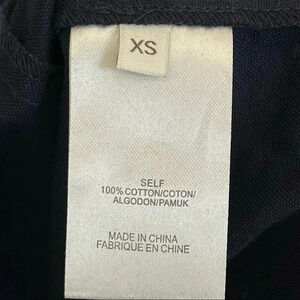 XS
SELF
100% COTTON/COTON/
ALGODON/PAMUK
MADE IN CHINA
FABRIQUE EN CHINE